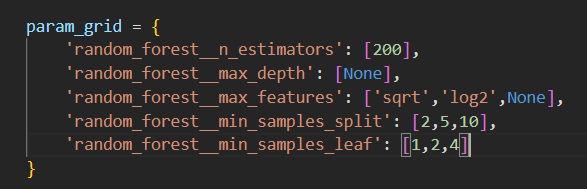 param_grid = {
    'random_forest__n_estimators': [200],
    'random_forest__max_depth': [None],
    'random_forest__max_features': ['sqrt','log2',None],
    'random_forest__min_samples_split': [2,5,10],
    'random_forest__min_samples_leaf': [1,2,4]
}